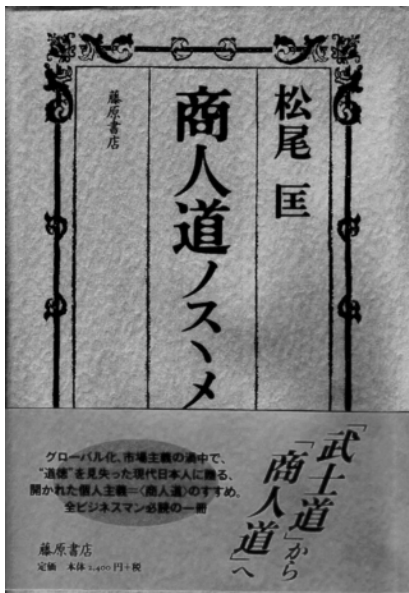 松尾 匡
商人道ノスヽメ
藤原書店
「武士道」から
「商人道」へ
グローバル化、市場主義の渦中で、
“道徳”を見失った現代日本人に贈る、
開かれた個人主義＝〈商人道〉のすすめ。
全ビジネスマン必読の一冊
藤原書店
定価 本体2,400円＋税